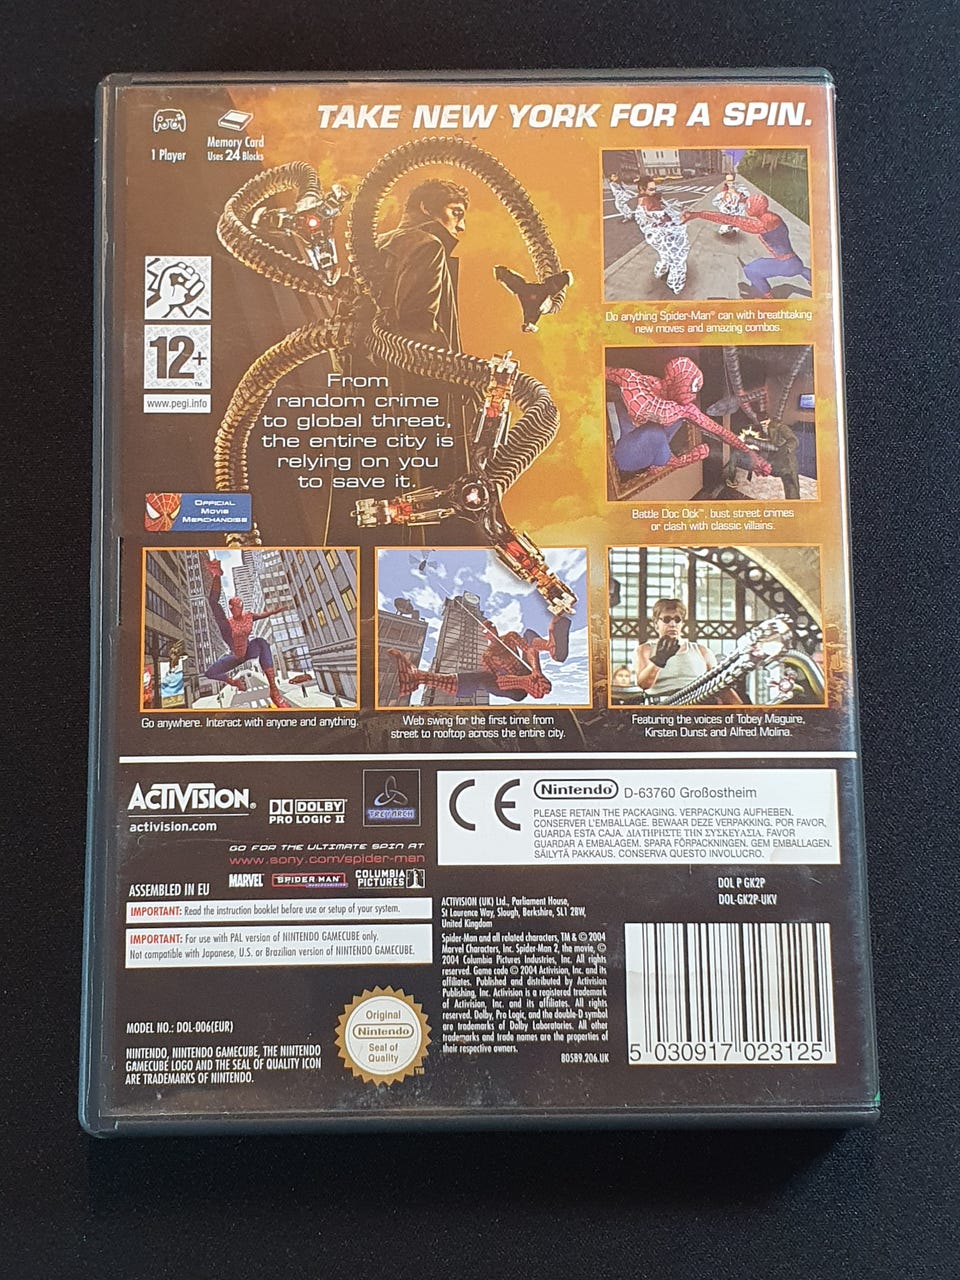 TAKE NEW YORK FOR A SPIN.
1 Player
Memory Card
Uses 24 Blocks
Do anything Spider-Man® can with breathtaking
new moves and amazing combos.
12+
™
www.pegi.info
From
random crime
to global threat,
the entire city is
relying on you
to save it.
Battle Doc Ock™, bust street crimes
or clash with classic villains.
OFFICIAL
MOVIE
MERCHANDISE
Go anywhere. Interact with anyone and anything.
Web swing for the first time from
street to rooftop across the entire city.
Featuring the voices of Tobey Maguire,
Kirsten Dunst and Alfred Molina.
ACTIVISION®
activision.com
DOLBY
PRO LOGIC II
TREYARCH
GO FOR THE ULTIMATE SPIN AT
www.sony.com/spider-man
MARVEL
SPIDER-MAN
COLUMBIA
PICTURES
CE
Nintendo®
D-63760 Großostheim
PLEASE RETAIN THE PACKAGING. VERPACKUNG AUFHEBEN.
CONSERVER L'EMBALLAGE. BEWAAR DEZE VERPAKKING. POR FAVOR,
GUARDA ESTA CAJA. ΔΙΑΤΗΡΗΣΤΕ ΤΗΝ ΣΥΣΚΕΥΑΣΙΑ. FAVOR
GUARDAR A EMBALAGEM. SPARA FÖRPACKNINGEN. GEM EMBALLAGEN.
SÄILYTÄ PAKKAUS. CONSERVA QUESTO INVOLUCRO.
ASSEMBLED IN EU
IMPORTANT: Read the instruction booklet before use or setup of your system.
IMPORTANT: For use with PAL version of NINTENDO GAMECUBE only.
Not compatible with Japanese, U.S. or Brazilian version of NINTENDO GAMECUBE.
MODEL NO.: DOL-006(EUR)
NINTENDO, NINTENDO GAMECUBE, THE NINTENDO
GAMECUBE LOGO AND THE SEAL OF QUALITY ICON
ARE TRADEMARKS OF NINTENDO.
Original
Nintendo
Seal of
Quality
TM
ACTIVISION (UK) Ltd., Parliament House,
St Laurence Way, Slough, Berkshire, SL1 2BW,
United Kingdom
Spider-Man and all related characters, TM & © 2004
Marvel Characters, Inc. Spider-Man 2, the movie, ©
2004 Columbia Pictures Industries, Inc. All rights
reserved. Game code © 2004 Activision, Inc. and its
affiliates. Published and distributed by Activision
Publishing, Inc. Activision is a registered trademark
of Activision, Inc. and its affiliates. All rights
reserved. Dolby, Pro Logic, and the double-D symbol
are trademarks of Dolby Laboratories. All other
trademarks and trade names are the properties of
their respective owners.
80589.206.UK
DOL P GK2P
DOL-GK2P-UKV
5 030917 023125